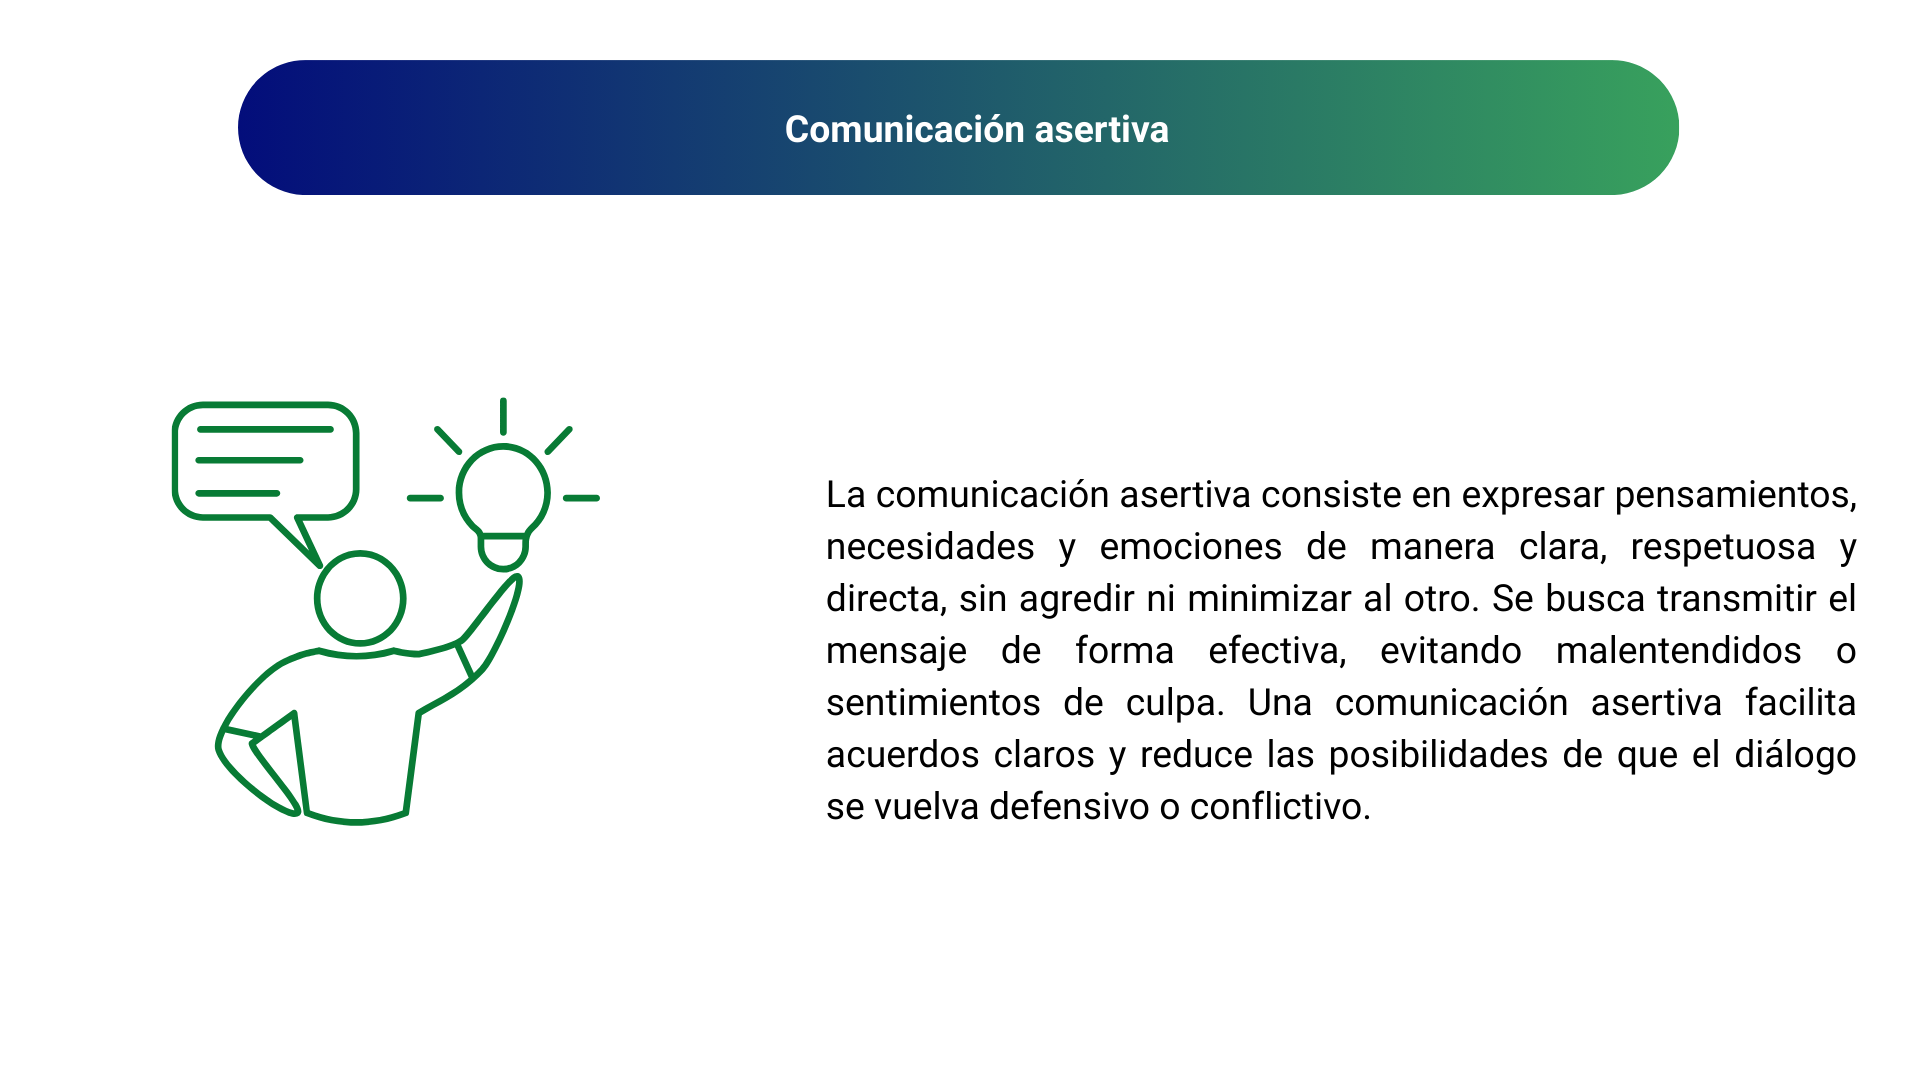 Comunicación asertiva
La comunicación asertiva consiste en expresar pensamientos,
necesidades y emociones de manera clara, respetuosa y
directa, sin agredir ni minimizar al otro. Se busca transmitir el
mensaje de forma efectiva, evitando malentendidos o
sentimientos de culpa. Una comunicación asertiva facilita
acuerdos claros y reduce las posibilidades de que el diálogo
se vuelva defensivo o conflictivo.